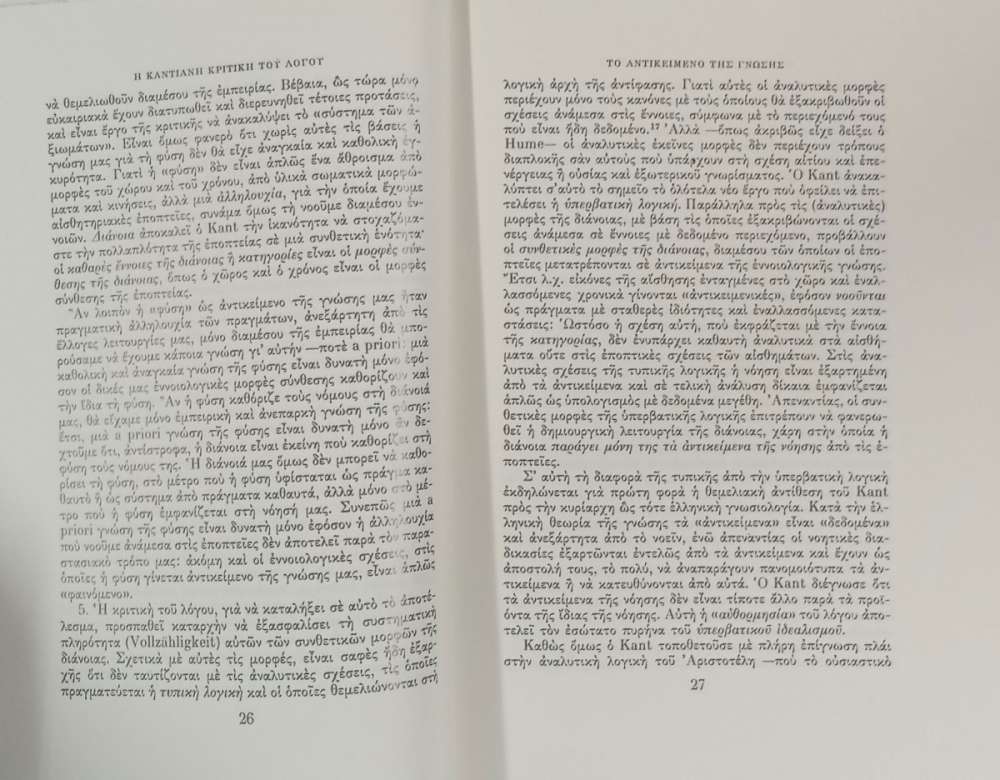 Η ΚΑΝΤΙΑΝΗ ΚΡΙΤΙΚΗ ΤΟΥ ΛΟΓΟΥ
νὰ θεμελιωθοῦν διαμέσου τῆς ἐμπειρίας. Βέβαια, ὣς τώρα μόνο
εὐκαιριακὰ ἔχουν διατυπωθεῖ καὶ διερευνηθεῖ τέτοιες προτάσεις,
καὶ εἶναι ἔργο τῆς κριτικῆς νὰ ἀνακαλύψει τὸ «σύστημα τῶν ἀ-
ξιωμάτων». Εἶναι ὅμως φανερὸ ὅτι χωρὶς αὐτὲς τὶς βάσεις ἡ
γνώση μας γιὰ τὴ φύση δὲν θὰ εἶχε ἀναγκαία καὶ καθολικὴ ἐγ-
κυρότητα. Γιατὶ ἡ «φύση» δὲν εἶναι ἁπλῶς ἕνα ἄθροισμα ἀπὸ
μορφὲς τοῦ χώρου καὶ τοῦ χρόνου, ἀπὸ ὑλικὰ σωματικὰ μορφώ-
ματα καὶ κινήσεις, ἀλλὰ μιὰ ἀλληλουχία, γιὰ τὴν ὁποία ἔχουμε
αἰσθητηριακὲς ἐποπτεῖες, συνάμα ὅμως τὴ νοοῦμε διαμέσου ἐν-
νοιῶν. Διάνοια ἀποκαλεῖ ὁ Kant τὴν ἱκανότητα νὰ στοχαζόμα-
στε τὴν πολλαπλότητα τῆς ἐποπτείας σὲ μιὰ συνθετικὴ ἑνότητα·
οἱ καθαρὲς ἔννοιες τῆς διάνοιας ἢ κατηγορίες εἶναι οἱ μορφὲς σύν-
θεσης τῆς διάνοιας, ὅπως ὁ χῶρος καὶ ὁ χρόνος εἶναι οἱ μορφὲς
σύνθεσης τῆς ἐποπτείας.
Ἂν λοιπὸν ἡ «φύση» ὡς ἀντικείμενο τῆς γνώσης μας ἦταν
πραγματικὴ ἀλληλουχία τῶν πραγμάτων, ἀνεξάρτητη ἀπὸ τὶς
ἔλλογες λειτουργίες μας, μόνο διαμέσου τῆς ἐμπειρίας θὰ μπο-
ρούσαμε νὰ ἔχουμε κάποια γνώση γι' αὐτὴν —ποτὲ a priori: μιὰ
καθολικὴ καὶ ἀναγκαία γνώση τῆς φύσης εἶναι δυνατὴ μόνο ἐφό-
σον οἱ δικές μας ἐννοιολογικὲς μορφὲς σύνθεσης καθορίζουν καὶ
τὴν ἴδια τὴ φύση. Ἂν ἡ φύση καθόριζε τοὺς νόμους στὴ διάνοιά
μας, θὰ εἴχαμε μόνο ἐμπειρικὴ καὶ ἀνεπαρκὴ γνώση τῆς φύσης·
ἔτσι, μιὰ a priori γνώση τῆς φύσης εἶναι δυνατὴ μόνο ἂν δε-
χτοῦμε ὅτι, ἀντίστροφα, ἡ διάνοια εἶναι ἐκείνη ποὺ καθορίζει στὴ
φύση τοὺς νόμους της. Ἡ διάνοιά μας ὅμως δὲν μπορεῖ νὰ καθο-
ρίσει τὴ φύση, στὸ μέτρο ποὺ ἡ φύση ὑφίσταται ὡς πράγμα κα-
θαυτὸ ἢ ὡς σύστημα ἀπὸ πράγματα καθαυτά, ἀλλὰ μόνο στὸ μέ-
τρο ποὺ ἡ φύση ἐμφανίζεται στὴ νόησή μας. Συνεπῶς μιὰ a
priori γνώση τῆς φύσης εἶναι δυνατὴ μόνο ἐφόσον ἡ ἀλληλουχία
ποὺ νοοῦμε ἀνάμεσα στὶς ἐποπτεῖες δὲν ἀποτελεῖ παρὰ τὸν παρα-
στασιακὸ τρόπο μας: ἀκόμη καὶ οἱ ἐννοιολογικὲς σχέσεις, στὶς
ὁποῖες ἡ φύση γίνεται ἀντικείμενο τῆς γνώσης μας, εἶναι ἁπλῶς
«φαινόμενο».
5. Ἡ κριτικὴ τοῦ λόγου, γιὰ νὰ καταλήξει σὲ αὐτὸ τὸ ἀποτέ-
λεσμα, προσπαθεῖ καταρχὴν νὰ ἐξασφαλίσει τὴ συστηματικὴ
πληρότητα (Vollzähligkeit) αὐτῶν τῶν συνθετικῶν μορφῶν τῆς
διάνοιας. Σχετικὰ μὲ αὐτὲς τὶς μορφές, εἶναι σαφὲς ἤδη ἐξαρ-
χῆς ὅτι δὲν ταυτίζονται μὲ τὶς ἀναλυτικὲς σχέσεις, τὶς ὁποῖες
πραγματεύεται ἡ τυπικὴ λογικὴ καὶ οἱ ὁποῖες θεμελιώνονται στὴ
26
ΤΟ ΑΝΤΙΚΕΙΜΕΝΟ ΤΗΣ ΓΝΩΣΗΣ
λογικὴ ἀρχὴ τῆς ἀντίφασης. Γιατὶ αὐτὲς οἱ ἀναλυτικὲς μορφὲς
περιέχουν μόνο τοὺς κανόνες μὲ τοὺς ὁποίους θὰ ἐξακριβωθοῦν οἱ
σχέσεις ἀνάμεσα στὶς ἔννοιες, σύμφωνα μὲ τὸ περιεχόμενό τους
ποὺ εἶναι ἤδη δεδομένο.17 Ἀλλὰ —ὅπως ἀκριβῶς εἶχε δείξει ὁ
Hume— οἱ ἀναλυτικὲς ἐκεῖνες μορφὲς δὲν περιέχουν τρόπους
διαπλοκῆς σὰν αὐτοὺς ποὺ ὑπάρχουν στὴ σχέση αἰτίου καὶ ἐπε-
νέργειας ἢ οὐσίας καὶ ἐξωτερικοῦ γνωρίσματος. Ὁ Kant ἀνακα-
λύπτει σ' αὐτὸ τὸ σημεῖο τὸ ὁλότελα νέο ἔργο ποὺ ὀφείλει νὰ ἐπι-
τελέσει ἡ ὑπερβατικὴ λογική. Παράλληλα πρὸς τὶς (ἀναλυτικὲς)
μορφὲς τῆς διάνοιας, μὲ βάση τὶς ὁποῖες ἐξακριβώνονται οἱ σχέ-
σεις ἀνάμεσα σὲ ἔννοιες μὲ δεδομένο περιεχόμενο, προβάλλουν
οἱ συνθετικὲς μορφὲς τῆς διάνοιας, διαμέσου τῶν ὁποίων οἱ ἐπο-
πτεῖες μετατρέπονται σὲ ἀντικείμενα τῆς ἐννοιολογικῆς γνώσης.
Ἔτσι λ.χ. εἰκόνες τῆς αἴσθησης ἐνταγμένες στὸ χῶρο καὶ ἐναλ-
λασσόμενες χρονικὰ γίνονται «ἀντικειμενικές», ἐφόσον νοοῦνται
ὡς πράγματα μὲ σταθερὲς ἰδιότητες καὶ ἐναλλασσόμενες κατα-
στάσεις· Ὡστόσο ἡ σχέση αὐτή, ποὺ ἐκφράζεται μὲ τὴν ἔννοια
τῆς κατηγορίας, δὲν ἐνυπάρχει καθαυτὴ ἀναλυτικὰ στὰ αἰσθή-
ματα οὔτε στὶς ἐποπτικὲς σχέσεις τῶν αἰσθημάτων. Στὶς ἀνα-
λυτικὲς σχέσεις τῆς τυπικῆς λογικῆς ἡ νόηση εἶναι ἐξαρτημένη
ἀπὸ τὰ ἀντικείμενα καὶ σὲ τελικὴ ἀνάλυση δίκαια ἐμφανίζεται
ἁπλῶς ὡς ὑπολογισμὸς μὲ δεδομένα μεγέθη. Ἀπεναντίας, οἱ συν-
θετικὲς μορφὲς τῆς ὑπερβατικῆς λογικῆς ἐπιτρέπουν νὰ φανερω-
θεῖ ἡ δημιουργικὴ λειτουργία τῆς διάνοιας, χάρη στὴν ὁποία ἡ
διάνοια παράγει μόνη της τὰ ἀντικείμενα τῆς νόησης ἀπὸ τὶς ἐ-
ποπτεῖες.
Σ' αὐτὴ τὴ διαφορὰ τῆς τυπικῆς ἀπὸ τὴν ὑπερβατικὴ λογικὴ
ἐκδηλώνεται γιὰ πρώτη φορὰ ἡ θεμελιακὴ ἀντίθεση τοῦ Kant
πρὸς τὴν κυρίαρχη ὣς τότε ἑλληνικὴ γνωσιολογία. Κατὰ τὴν ἑλ-
ληνικὴ θεωρία τῆς γνώσης τὰ «ἀντικείμενα» εἶναι «δεδομένα»
καὶ ἀνεξάρτητα ἀπὸ τὸ νοεῖν, ἐνῶ ἀπεναντίας οἱ νοητικὲς δια-
δικασίες ἐξαρτῶνται ἐντελῶς ἀπὸ τὰ ἀντικείμενα καὶ ἔχουν ὡς
ἀποστολή τους, τὸ πολύ, νὰ ἀναπαράγουν πανομοιότυπα τὰ ἀν-
τικείμενα ἢ νὰ κατευθύνονται ἀπὸ αὐτά. Ὁ Kant διέγνωσε ὅτι
τὰ ἀντικείμενα τῆς νόησης δὲν εἶναι τίποτε ἄλλο παρὰ τὰ προϊ-
όντα τῆς ἴδιας τῆς νόησης. Αὐτὴ ἡ «αὐθορμησία» τοῦ λόγου ἀπο-
τελεῖ τὸν ἐσώτατο πυρήνα τοῦ ὑπερβατικοῦ ἰδεαλισμοῦ.
Καθὼς ὅμως ὁ Kant τοποθετοῦσε μὲ πλήρη ἐπίγνωση πλάι
στὴν ἀναλυτικὴ λογικὴ τοῦ Ἀριστοτέλη —ποὺ τὸ οὐσιαστικό
27